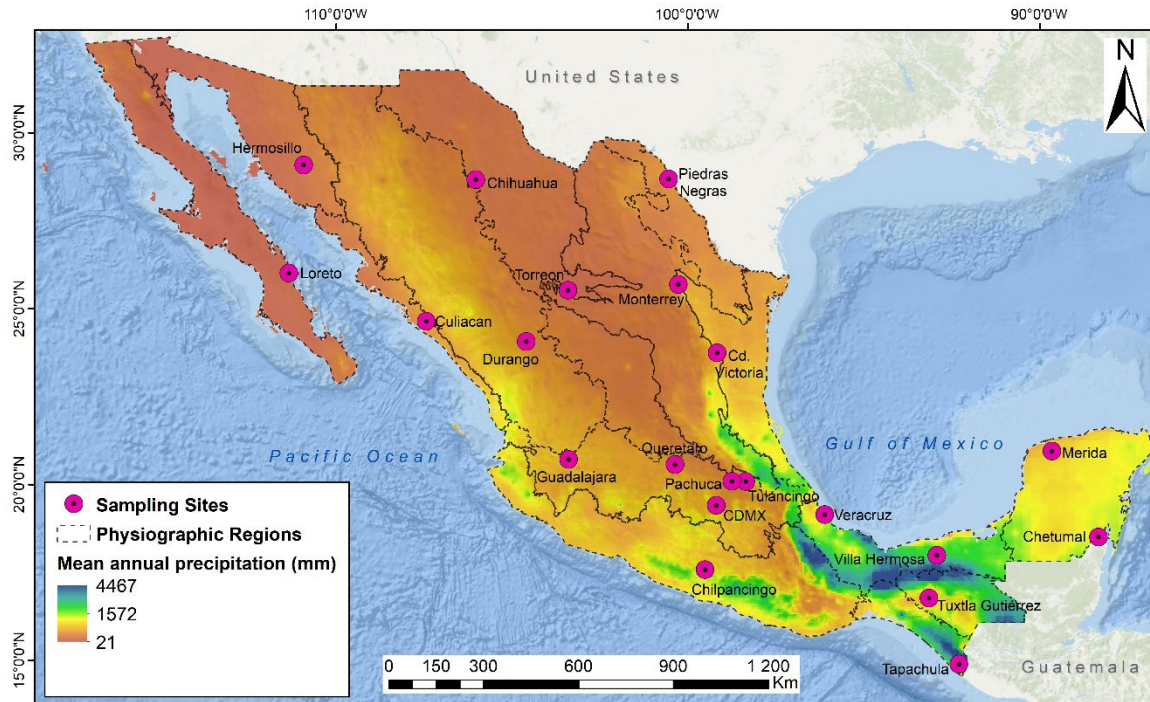 110°0'0"W
100°0'0"W
90°0'0"W
N
United States
30°0'0"N
25°0'0"N
20°0'0"N
15°0'0"N
Hermosillo
Chihuahua
Piedras
Negras
Loreto
Torreon
Monterrey
Culiacan
Durango
Cd.
Victoria
Pacific Ocean
Gulf of Mexico
Guadalajara
Queretaro
Pachuca
Tulancingo
CDMX
Veracruz
Merida
Chetumal
Villa Hermosa
Chilpancingo
Tuxtla Gutiérrez
Tapachula
Guatemala
Sampling Sites
Physiographic Regions
Mean annual precipitation (mm)
4467
1572
21
0 150 300 600 900 1 200
Km